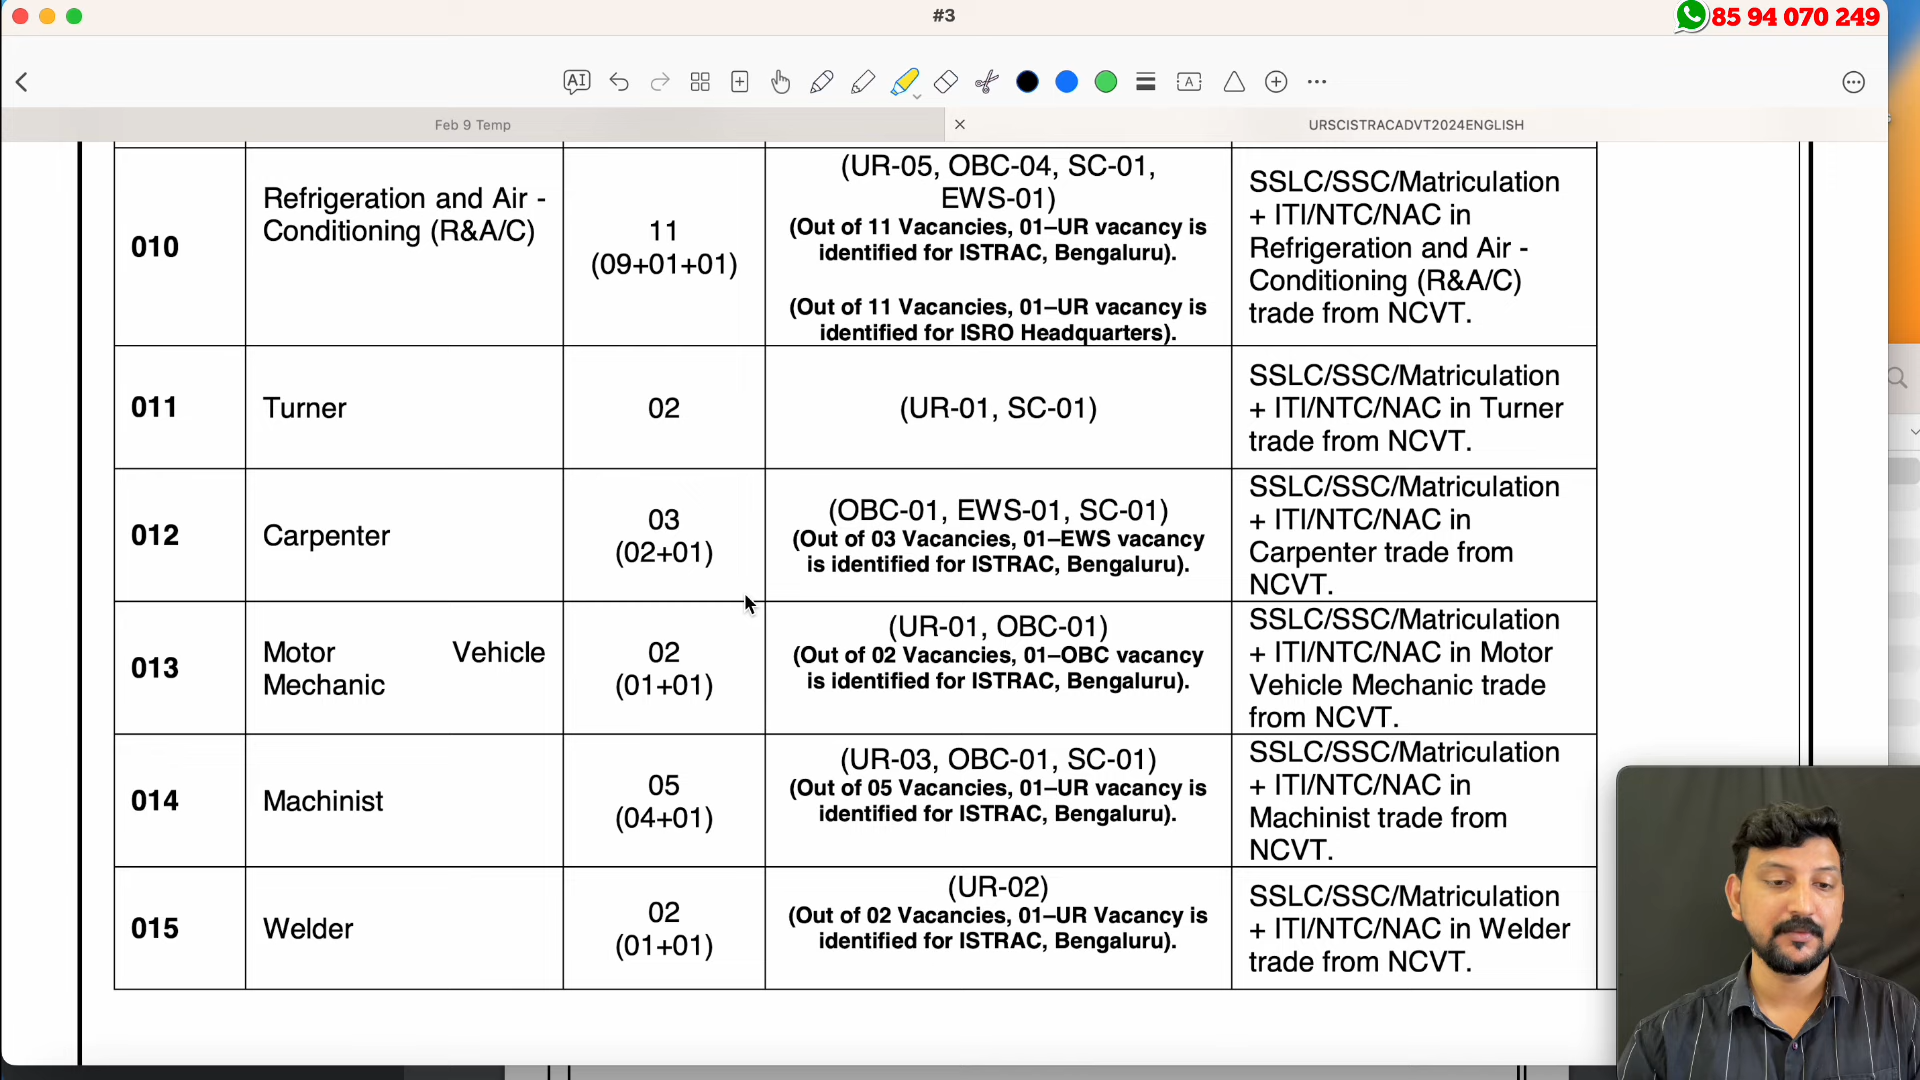 #3
85 94 070 249
AI
A
Feb 9 Temp
URSCISTRACADVT2024ENGLISH
010
Refrigeration and Air -
Conditioning (R&A/C)
11
(09+01+01)
(UR-05, OBC-04, SC-01,
EWS-01)
(Out of 11 Vacancies, 01–UR vacancy is
identified for ISTRAC, Bengaluru).
(Out of 11 Vacancies, 01–UR vacancy is
identified for ISRO Headquarters).
SSLC/SSC/Matriculation
+ ITI/NTC/NAC in
Refrigeration and Air -
Conditioning (R&A/C)
trade from NCVT.
011
Turner
02
(UR-01, SC-01)
SSLC/SSC/Matriculation
+ ITI/NTC/NAC in Turner
trade from NCVT.
012
Carpenter
03
(02+01)
(OBC-01, EWS-01, SC-01)
(Out of 03 Vacancies, 01–EWS vacancy
is identified for ISTRAC, Bengaluru).
SSLC/SSC/Matriculation
+ ITI/NTC/NAC in
Carpenter trade from
NCVT.
013
Motor Vehicle
Mechanic
02
(01+01)
(UR-01, OBC-01)
(Out of 02 Vacancies, 01–OBC vacancy
is identified for ISTRAC, Bengaluru).
SSLC/SSC/Matriculation
+ ITI/NTC/NAC in Motor
Vehicle Mechanic trade
from NCVT.
014
Machinist
05
(04+01)
(UR-03, OBC-01, SC-01)
(Out of 05 Vacancies, 01–UR vacancy is
identified for ISTRAC, Bengaluru).
SSLC/SSC/Matriculation
+ ITI/NTC/NAC in
Machinist trade from
NCVT.
015
Welder
02
(01+01)
(UR-02)
(Out of 02 Vacancies, 01–UR Vacancy is
identified for ISTRAC, Bengaluru).
SSLC/SSC/Matriculation
+ ITI/NTC/NAC in Welder
trade from NCVT.